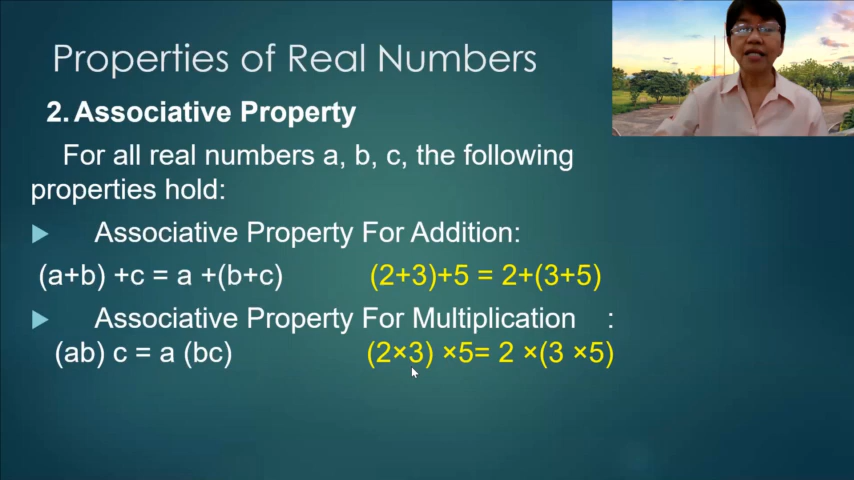 Properties of Real Numbers
2. Associative Property
For all real numbers a, b, c, the following
properties hold:
Associative Property For Addition:
(a+b) +c = a +(b+c) (2+3)+5 = 2+(3+5)
Associative Property For Multiplication :
(ab) c = a (bc) (2×3) ×5= 2 ×(3 ×5)